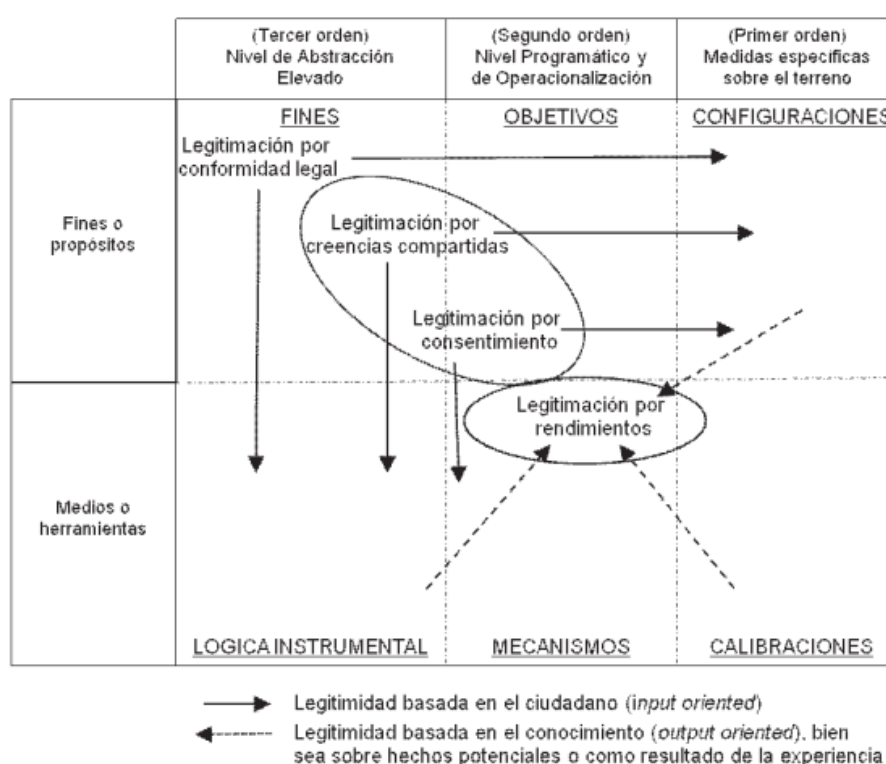 (Tercer orden)
Nivel de Abstracción
Elevado
(Segundo orden)
Nivel Programático y
de Operacionalización
(Primer orden)
Medidas específicas
sobre el terreno
FINES
OBJETIVOS
CONFIGURACIONES
Legitimación por
conformidad legal
Fines o
propósitos
Legitimación por
creencias compartidas
Legitimación por
consentimiento
Legitimación por
rendimientos
Medios o
herramientas
LOGICA INSTRUMENTAL
MECANISMOS
CALIBRACIONES
Legitimidad basada en el ciudadano (input oriented)
Legitimidad basada en el conocimiento (output oriented), bien
sea sobre hechos potenciales o como resultado de la experiencia